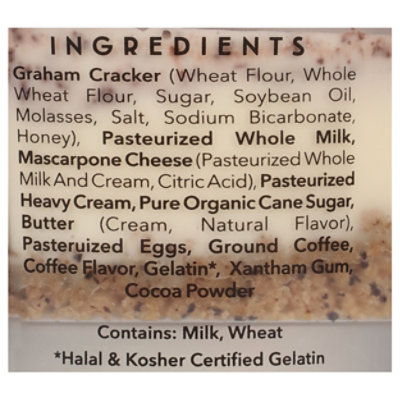 INGREDIENTS
Graham Cracker (Wheat Flour, Whole
Wheat Flour, Sugar, Soybean Oil,
Molasses, Salt, Sodium Bicarbonate,
Honey), Pasteurized Whole Milk,
Mascarpone Cheese (Pasteurized Whole
Milk And Cream, Citric Acid), Pasteurized
Heavy Cream, Pure Organic Cane Sugar,
Butter (Cream, Natural Flavor),
Pasteruized Eggs, Ground Coffee,
Coffee Flavor, Gelatin*, Xantham Gum,
Cocoa Powder
Contains: Milk, Wheat
*Halal & Kosher Certified Gelatin